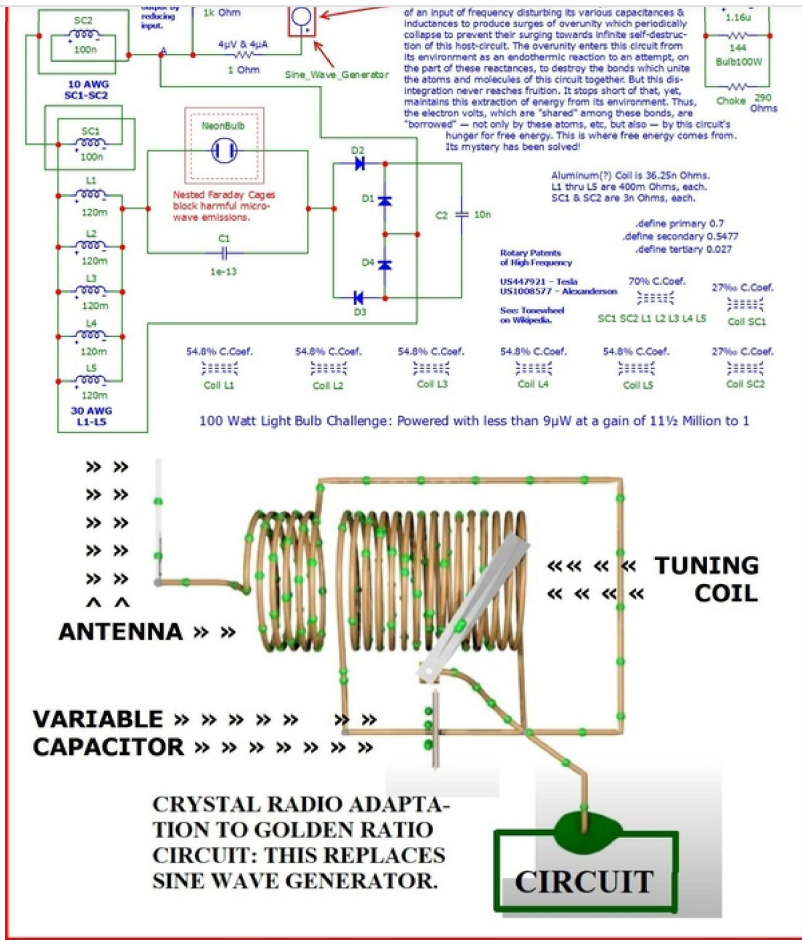 output by
reducing
input.
1k Ohm
SC2
100n
A
4µV & 4µA
1 Ohm
Sine_Wave_Generator
10 AWG
SC1-SC2
of an input of frequency disturbing its various capacitances &
inductances to produce surges of overunity which periodically
collapse to prevent their surging towards infinite self-destruc-
tion of this host-circuit. The overunity enters this circuit from
its environment as an endothermic reaction to an attempt, on
the part of these reactances, to destroy the bonds which unite
the atoms and molecules of this circuit together. But this dis-
integration never reaches fruition. It stops short of that, yet,
maintains this extraction of energy from its environment. Thus,
the electron volts, which are "shared" among these bonds, are
"borrowed" — not only by these atoms, etc, but also — by this circuit's
hunger for free energy. This is where free energy comes from.
Its mystery has been solved!
1.16u
144
Bulb100W
Choke
290
Ohms
SC1
100n
L1
120m
L2
120m
L3
120m
L4
120m
L5
120m
30 AWG
L1-L5
NeonBulb
Nested Faraday Cages
block harmful micro-
wave emissions.
C1
1e-13
D2
D1
D4
D3
C2
10n
Aluminum(?) Coil is 36.25n Ohms.
L1 thru L5 are 400m Ohms, each.
SC1 & SC2 are 3n Ohms, each.
.define primary 0.7
.define secondary 0.5477
.define tertiary 0.027
Rotary Patents
of High Frequency
US447921 – Tesla
US1008577 – Alexanderson
See: Tonewheel
on Wikipedia.
70% C.Coef.
SC1 SC2 L1 L2 L3 L4 L5
27‰ C.Coef.
Coil SC1
54.8% C.Coef.
Coil L1
54.8% C.Coef.
Coil L2
54.8% C.Coef.
Coil L3
54.8% C.Coef.
Coil L4
54.8% C.Coef.
Coil L5
27‰ C.Coef.
Coil SC2
100 Watt Light Bulb Challenge: Powered with less than 9µW at a gain of 11½ Million to 1
» »
» »
» »
» »
» »
^ ^
ANTENNA » »
«« « « TUNING
« « « « COIL
VARIABLE » » » » » » »
CAPACITOR » » » » » » »
CRYSTAL RADIO ADAPTA-
TION TO GOLDEN RATIO
CIRCUIT: THIS REPLACES
SINE WAVE GENERATOR.
CIRCUIT